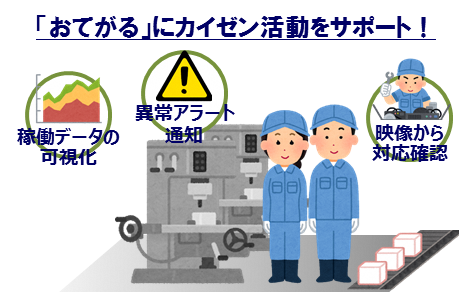 「おてがる」にカイゼン活動をサポート！
異常アラート
通知
稼働データの
可視化
映像から
対応確認